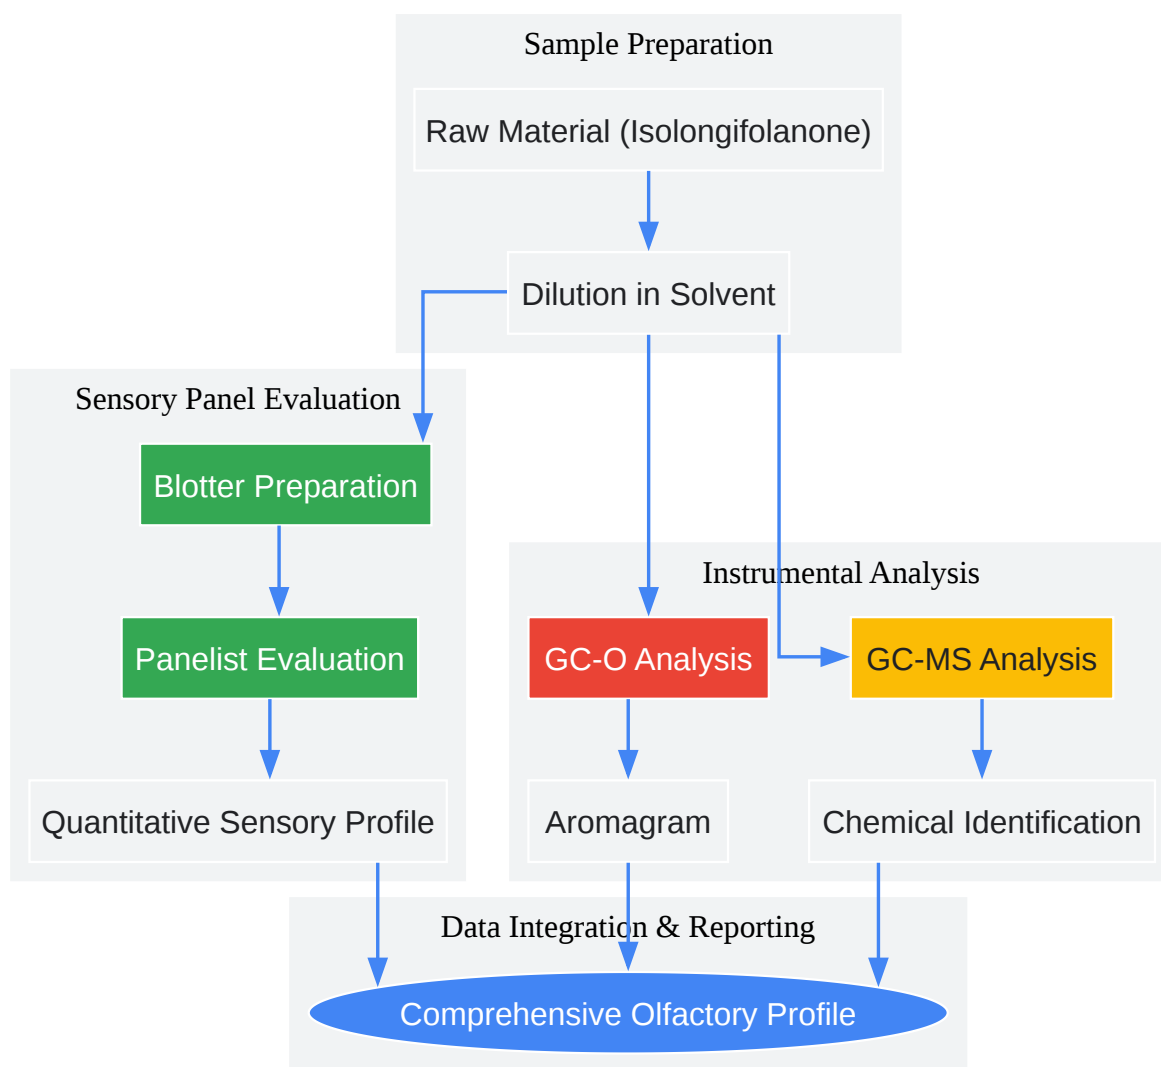 Sample Preparation
Raw Material (Isolongifolanone)
Dilution in Solvent
Sensory Panel Evaluation
Blotter Preparation
Panelist Evaluation
Quantitative Sensory Profile
Instrumental Analysis
GC-O Analysis
GC-MS Analysis
Aromagram
Chemical Identification
Data Integration & Reporting
Comprehensive Olfactory Profile